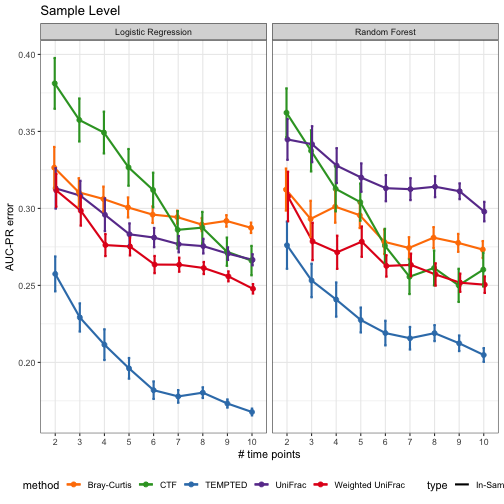 Sample Level
Logistic Regression Random Forest
AUC-PR error
0.40
0.35
0.30
0.25
0.20
2 3 4 5 6 7 8 9 10 2 3 4 5 6 7 8 9 10
# time points
method Bray-Curtis CTF TEMPTED UniFrac Weighted UniFrac type In-Sam